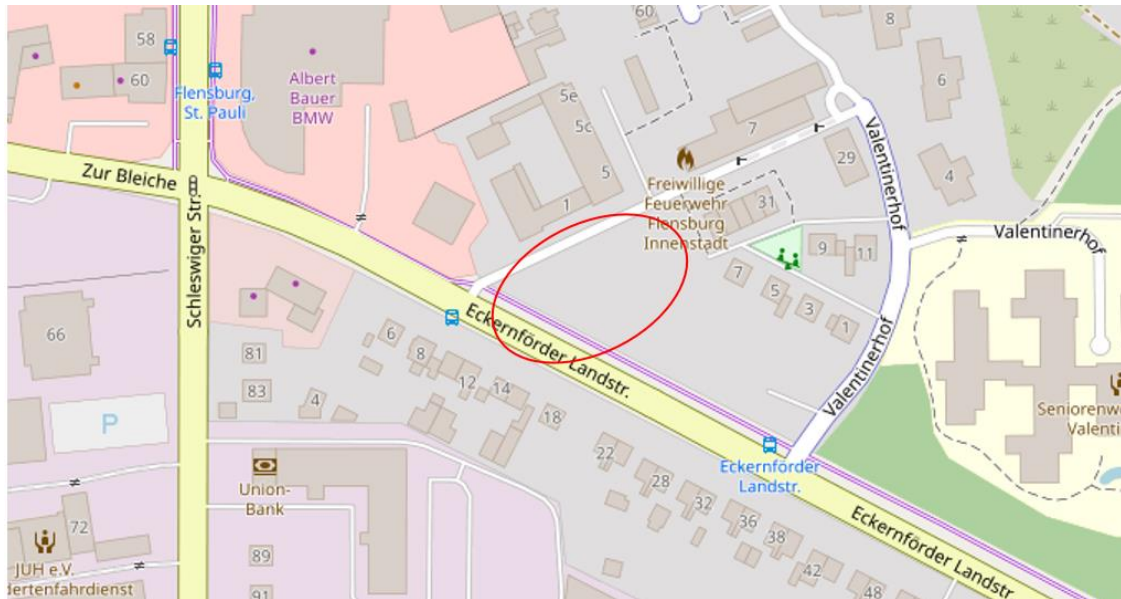 58
60
60
8
Flensburg,
St. Pauli
Albert
Bauer
BMW
5e
5c
7
6
Zur Bleiche
Schleswiger Str.
5
1
Freiwillige
Feuerwehr
Flensburg
Innenstadt
29
31
4
Valentinerhof
Valentinerhof
9
11
7
5
3
1
Valentinerhof
66
Eckernförder Landstr.
81
83
6
8
12
14
4
18
P
Union-
Bank
22
28
32
36
38
42
48
Eckernförder
Landstr.
Eckernförder Landstr
Seniorenw
Valenti
72
JUH e.V.
dertenfahrdienst
89
91